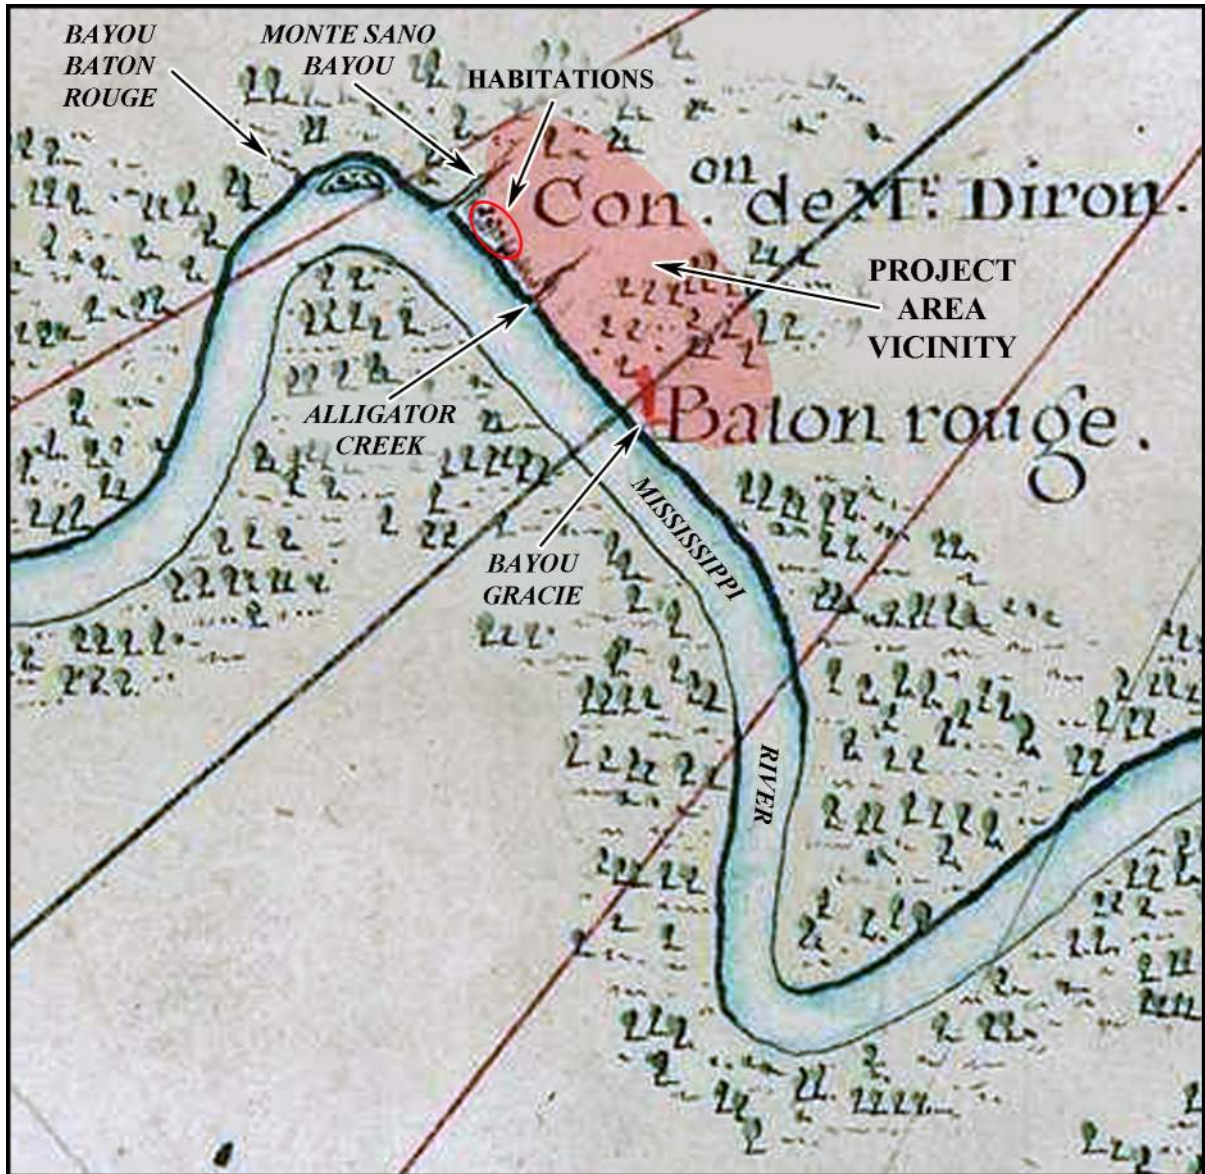 BAYOU
BATON
ROUGE
MONTE SANO
BAYOU
HABITATIONS
Con.on de Mr. Diron.
PROJECT
AREA
VICINITY
ALLIGATOR
CREEK
Baton rouge.
BAYOU
GRACIE
MISSISSIPPI
RIVER